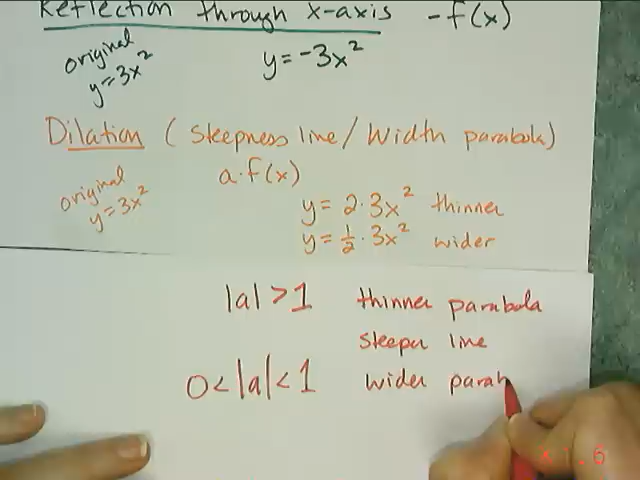 Reflection through x-axis -f(x)
original
y=3x² y=-3x²
Dilation (Steepness line/Width parabola)
a·f(x)
original
y=3x²
y=2·3x² thinner
y=½·3x² wider
|a|>1 thinner parabola
steeper line
0<|a|<1 wider parab